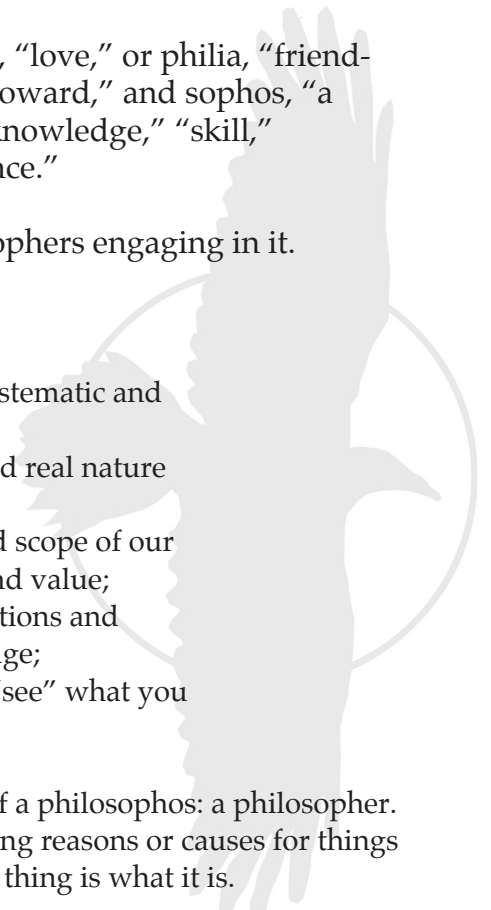 , “love,” or philia, “friend-
oward,” and sophos, “a
nowledge,” “skill,”
nce.”
ophers engaging in it.
stematic and
d real nature
d scope of our
nd value;
tions and
ge;
“see” what you
f a philosophos: a philosopher.
ng reasons or causes for things
thing is what it is.